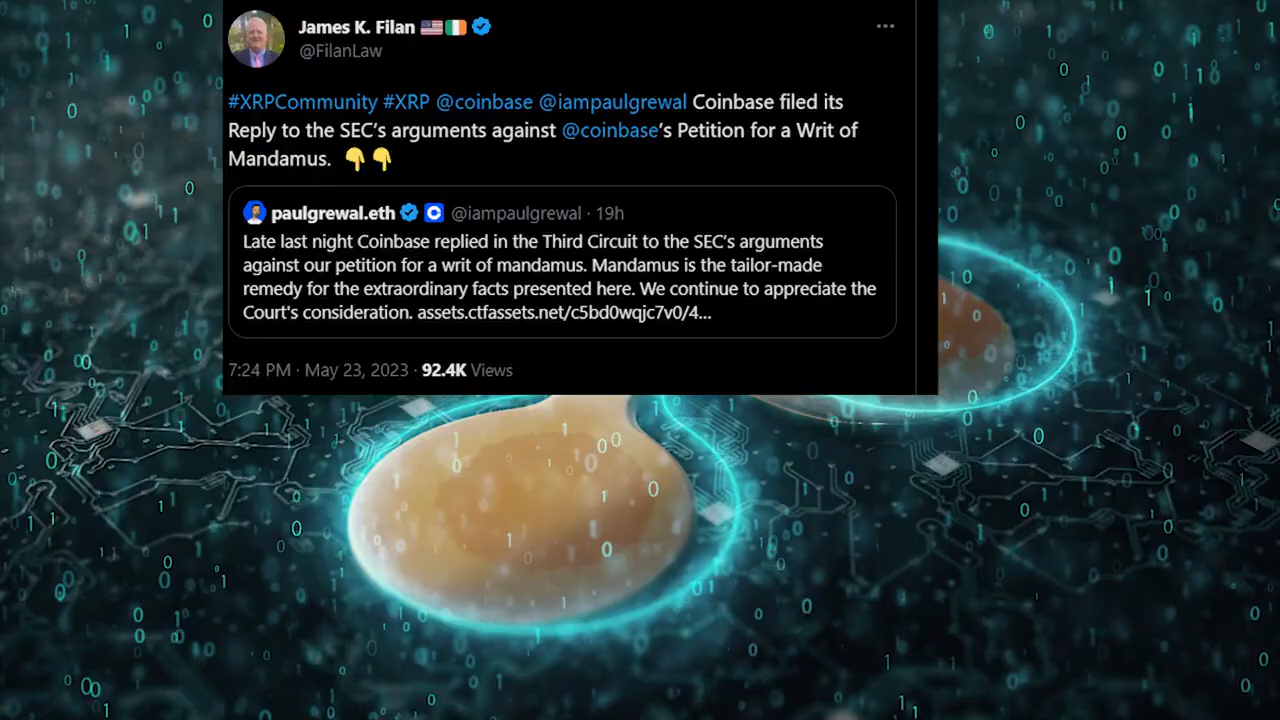 James K. Filan 🇺🇸🇮🇪
@FilanLaw
#XRPCommunity #XRP @coinbase @iampaulgrewal Coinbase filed its
Reply to the SEC's arguments against @coinbase's Petition for a Writ of
Mandamus. 👇👇
paulgrewal.eth @iampaulgrewal · 19h
Late last night Coinbase replied in the Third Circuit to the SEC's arguments
against our petition for a writ of mandamus. Mandamus is the tailor-made
remedy for the extraordinary facts presented here. We continue to appreciate the
Court's consideration. assets.ctfassets.net/c5bd0wqjc7v0/4...
7:24 PM · May 23, 2023 · 92.4K Views